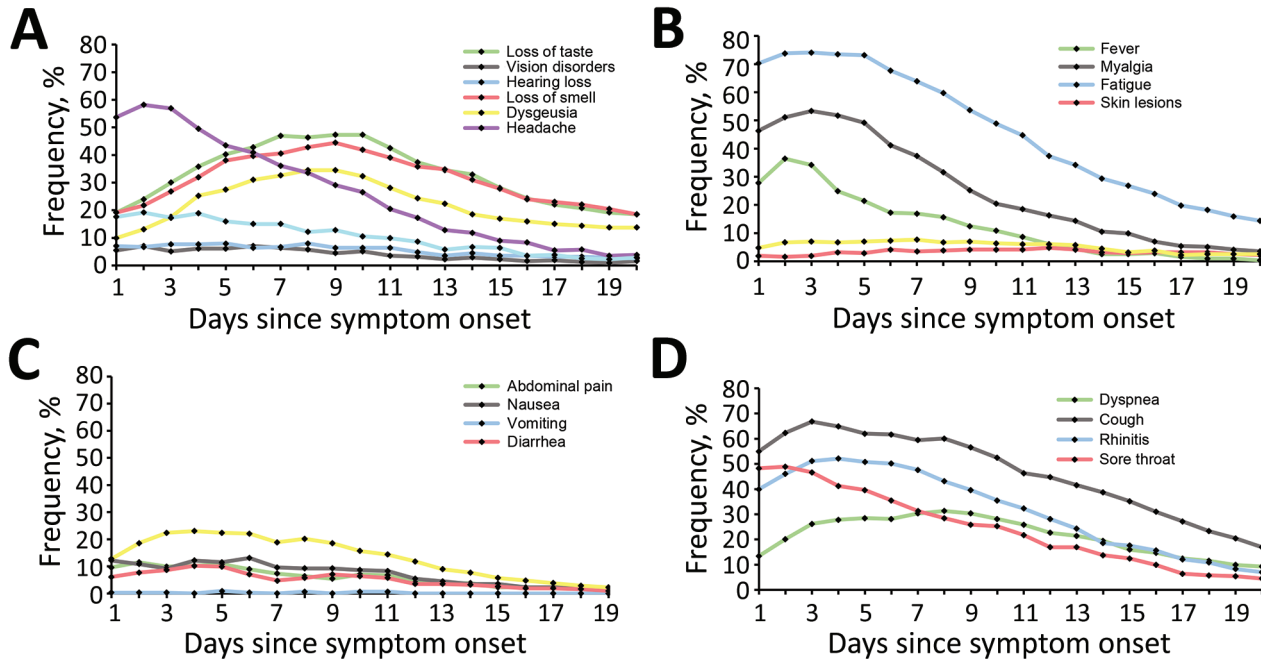 A
Frequency, %
80
70
60
50
40
30
20
10
0
1 3 5 7 9 11 13 15 17 19
Days since symptom onset
Loss of taste
Vision disorders
Hearing loss
Loss of smell
Dysgeusia
Headache
B
Frequency, %
80
70
60
50
40
30
20
10
0
1 3 5 7 9 11 13 15 17 19
Days since symptom onset
Fever
Myalgia
Fatigue
Skin lesions
C
Frequency, %
80
70
60
50
40
30
20
10
0
1 3 5 7 9 11 13 15 17 19
Days since symptom onset
Abdominal pain
Nausea
Vomiting
Diarrhea
D
Frequency, %
80
70
60
50
40
30
20
10
0
1 3 5 7 9 11 13 15 17 19
Days since symptom onset
Dyspnea
Cough
Rhinitis
Sore throat